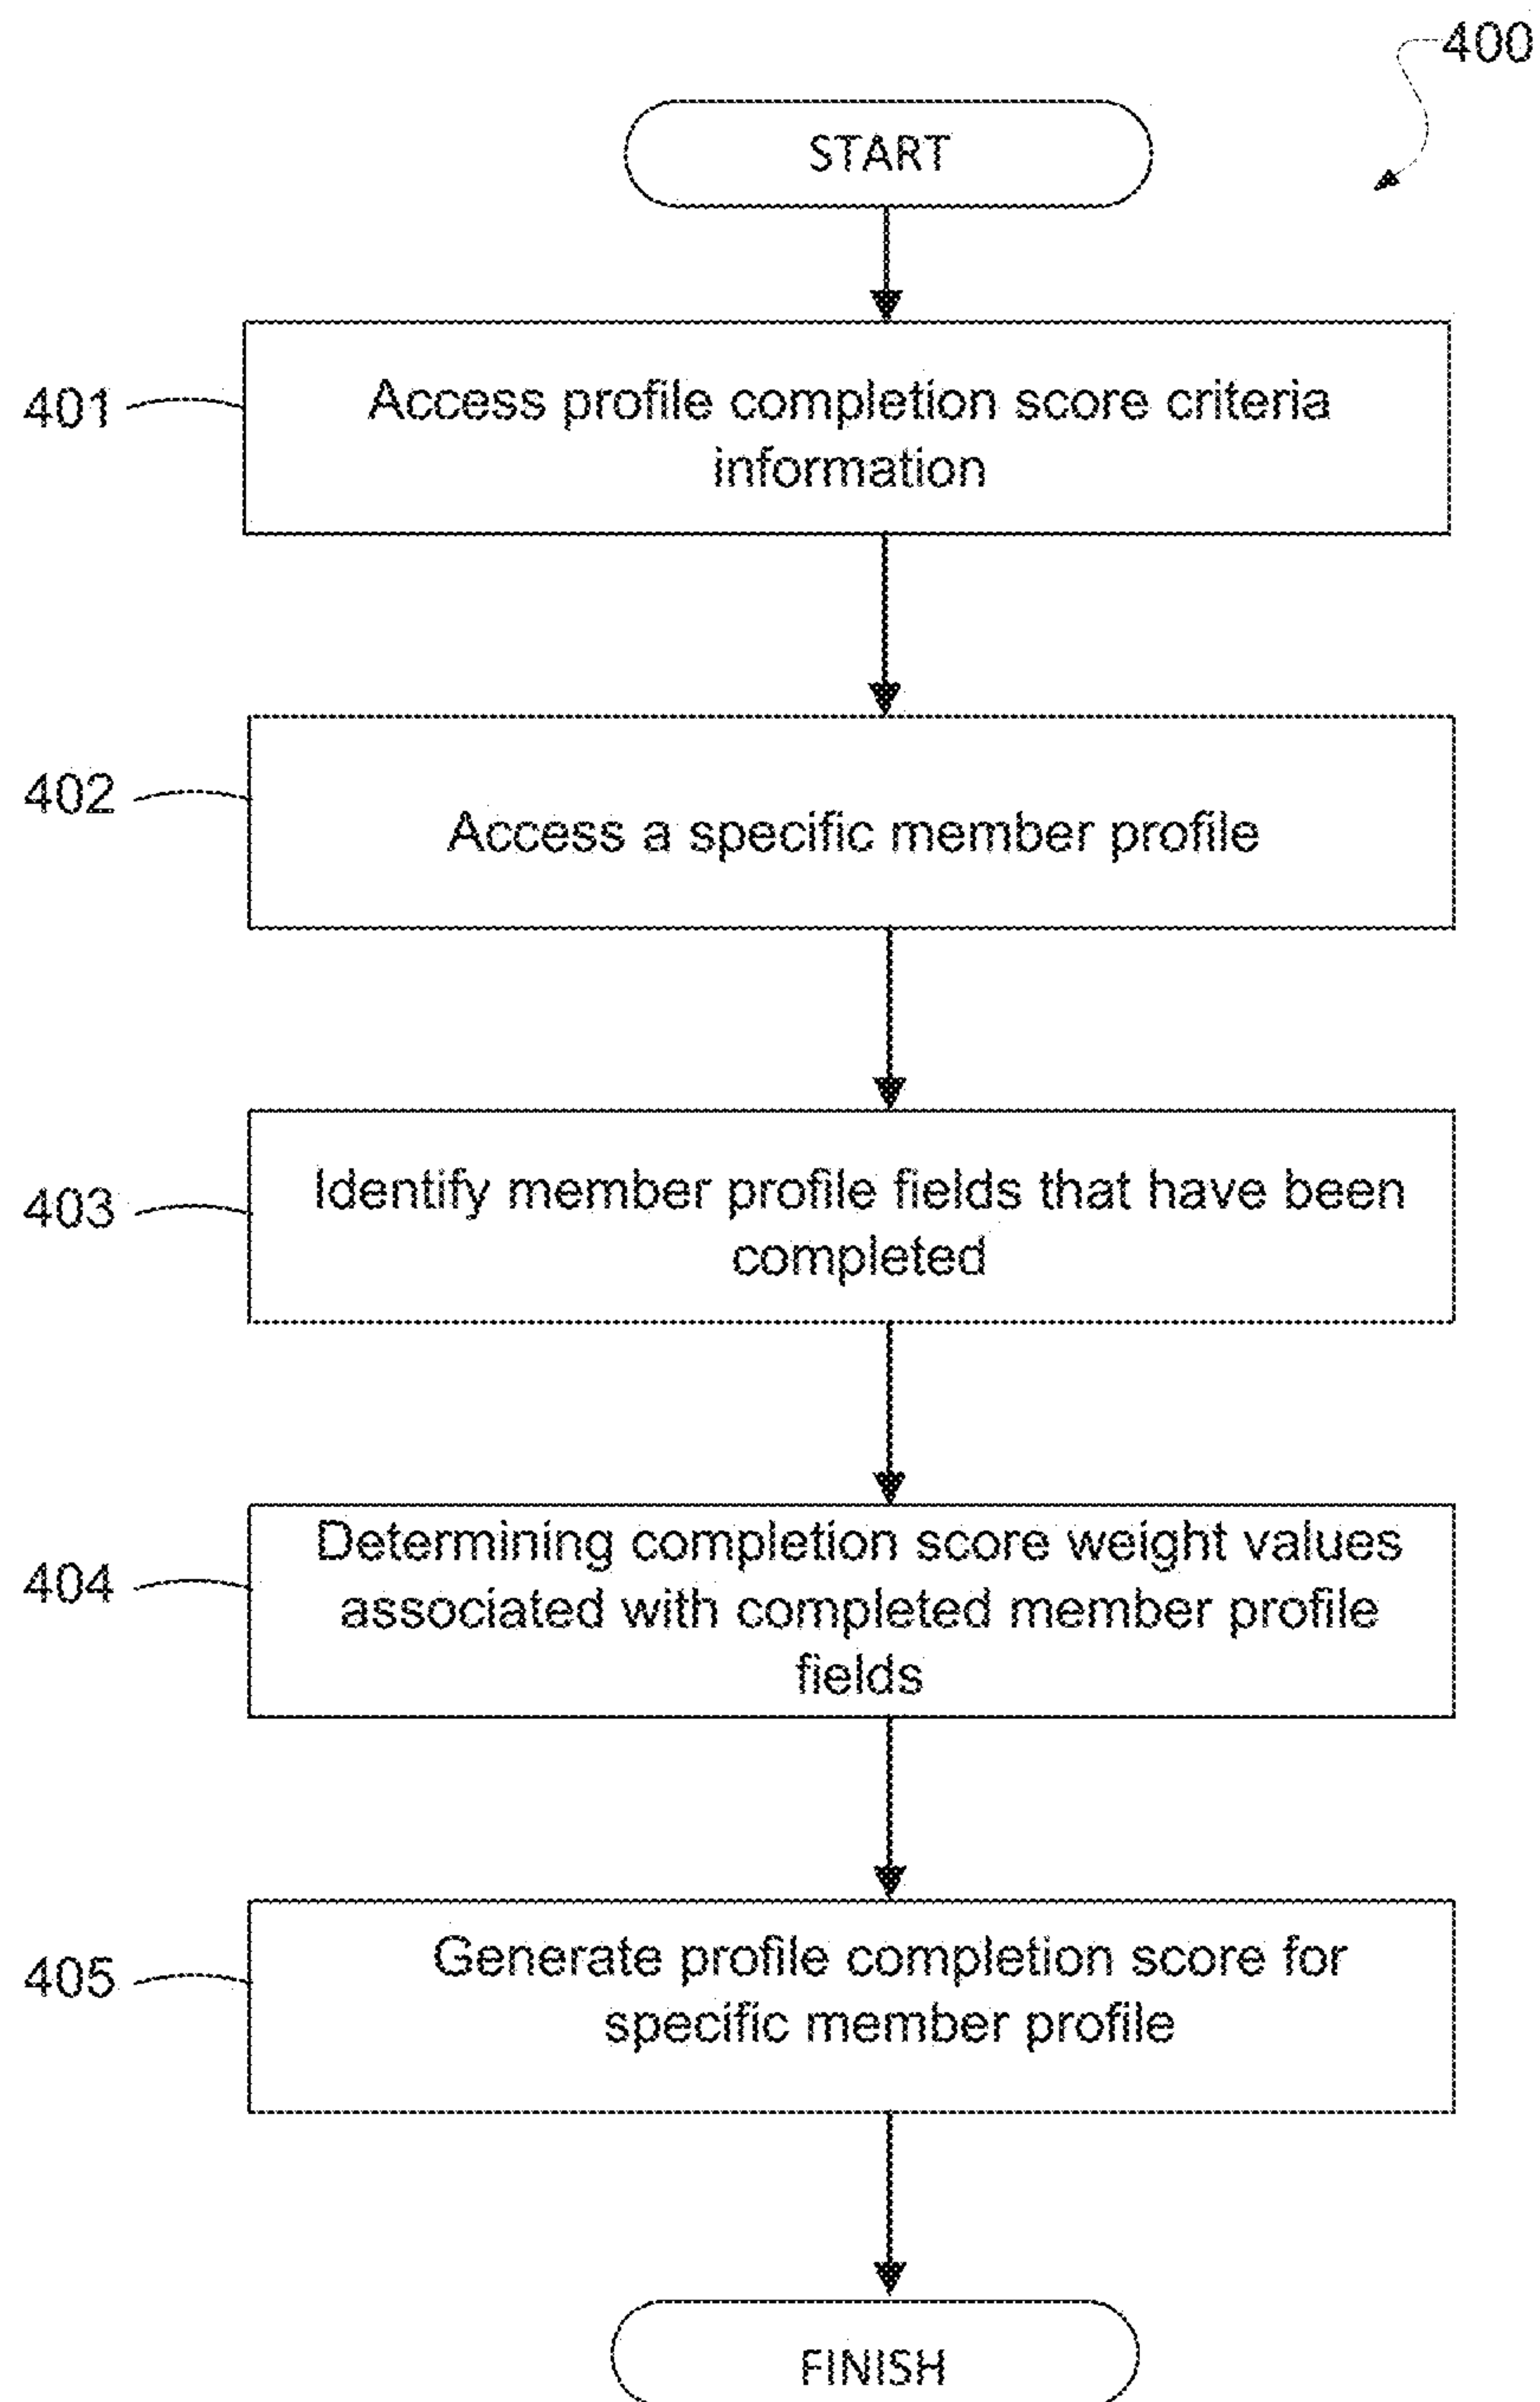 400
START
401
Access profile completion score criteria
information
402
Access a specific member profile
403
Identify member profile fields that have been
completed
404
Determining completion score weight values
associated with completed member profile
fields
405
Generate profile completion score for
specific member profile
FINISH